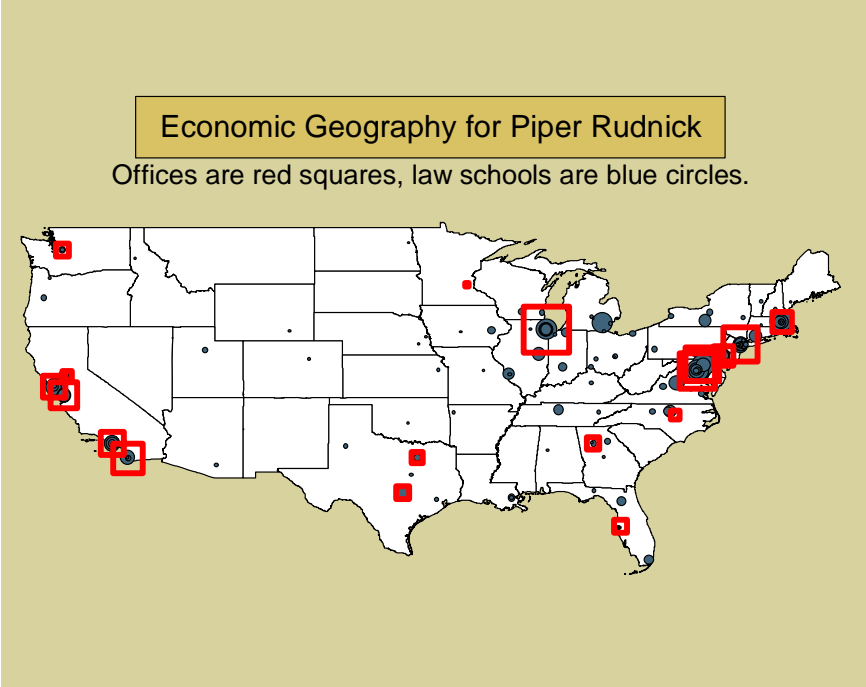 Economic Geography for Piper Rudnick
Offices are red squares, law schools are blue circles.